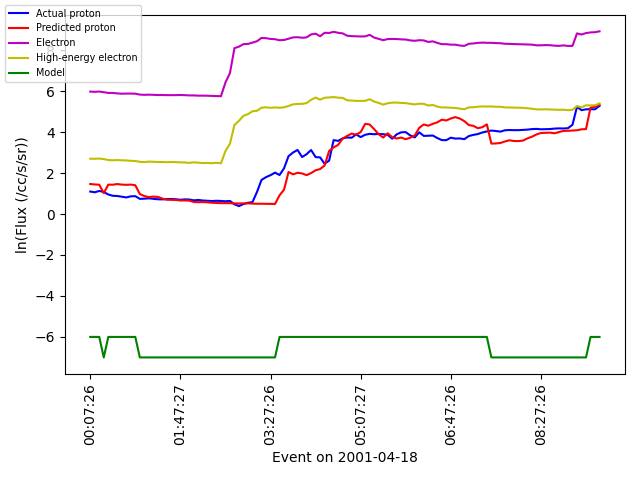 Actual proton
Predicted proton
Electron
High-energy electron
Model
8
6
4
2
0
−2
−4
−6
ln(Flux (/cc/s/sr))
00:07:26
01:47:27
03:27:26
05:07:27
06:47:26
08:27:26
Event on 2001-04-18